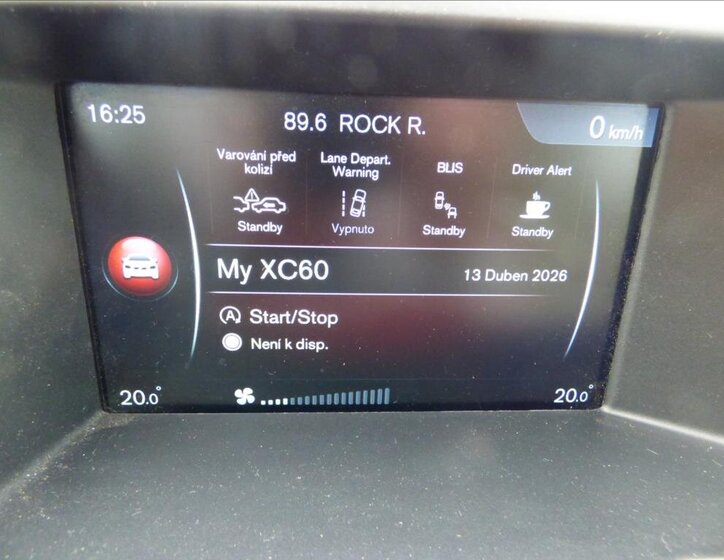 16:25
89.6 ROCK R.
0 km/h
Varování před
kolizí
Lane Depart.
Warning
BLIS
Driver Alert
Standby
Vypnuto
Standby
Standby
My XC60
13 Duben 2026
A Start/Stop
Není k disp.
20.0°
20.0°